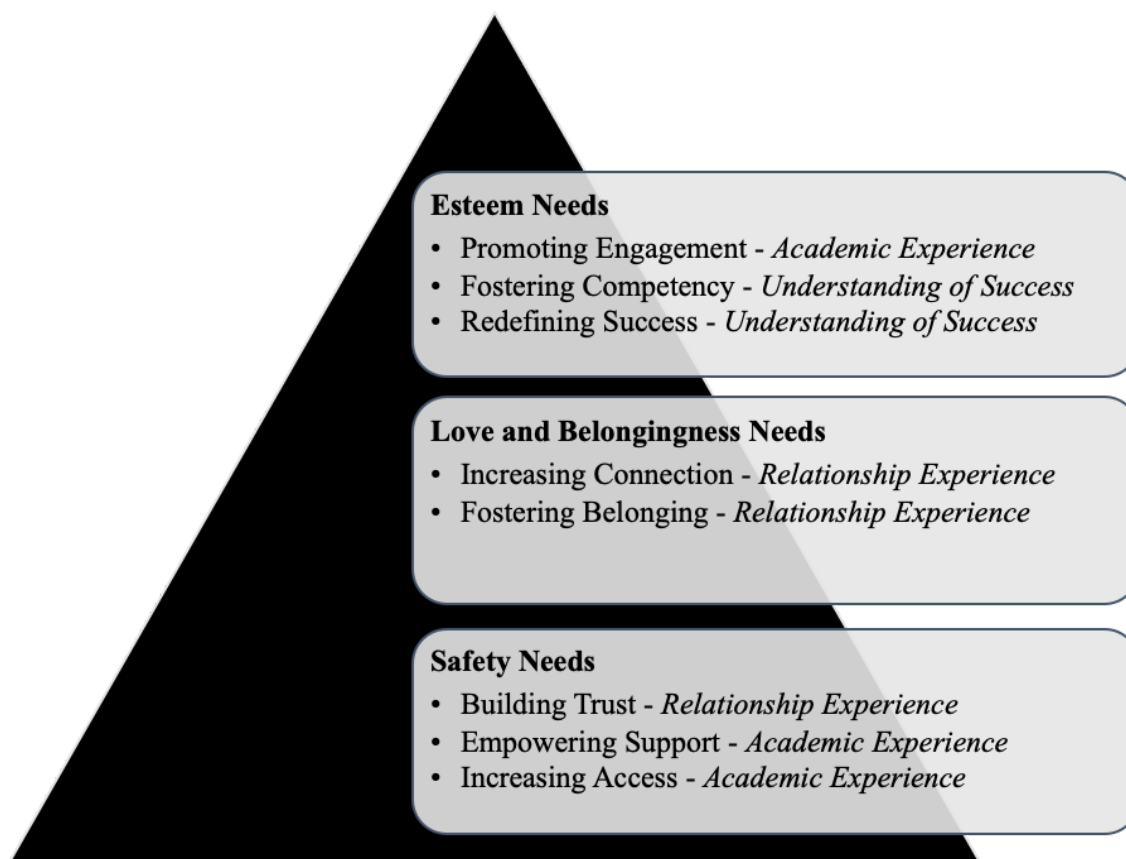 Esteem Needs
• Promoting Engagement - Academic Experience
• Fostering Competency - Understanding of Success
• Redefining Success - Understanding of Success
Love and Belongingness Needs
• Increasing Connection - Relationship Experience
• Fostering Belonging - Relationship Experience
Safety Needs
• Building Trust - Relationship Experience
• Empowering Support - Academic Experience
• Increasing Access - Academic Experience